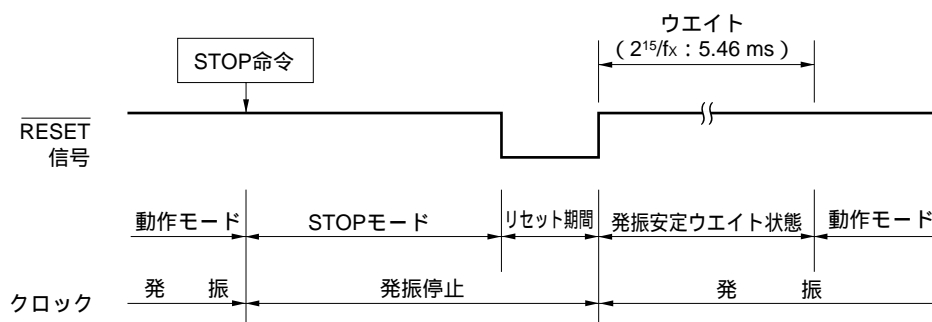 ウエイト
（2¹⁵/fx：5.46 ms）
STOP命令
RESET
信号
動作モード STOPモード リセット期間 発振安定ウエイト状態 動作モード
クロック 発 振 発振停止 発 振